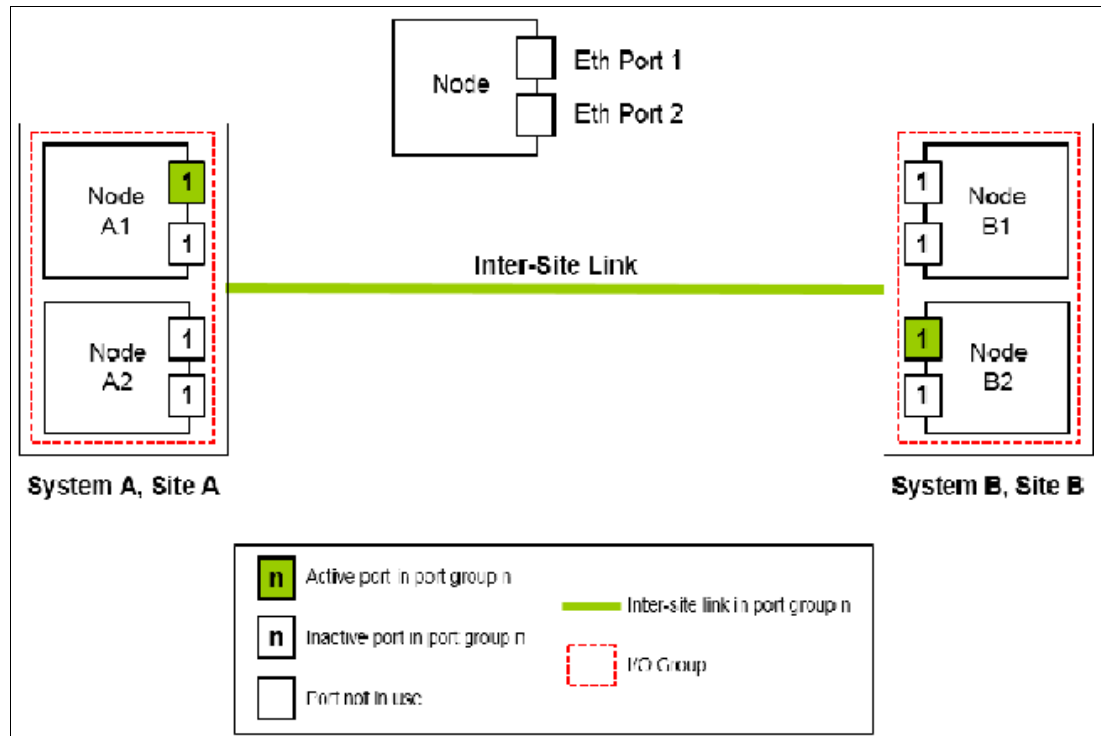 Node
Eth Port 1
Eth Port 2
Node
A1
1
1
Node
A2
1
1
Inter-Site Link
1
1
Node
B1
1
1
Node
B2
System A, Site A
System B, Site B
n
Active port in port group n
n
Inactive port in port group n
Port not in use
Inter-site link in port group n
I/O Group